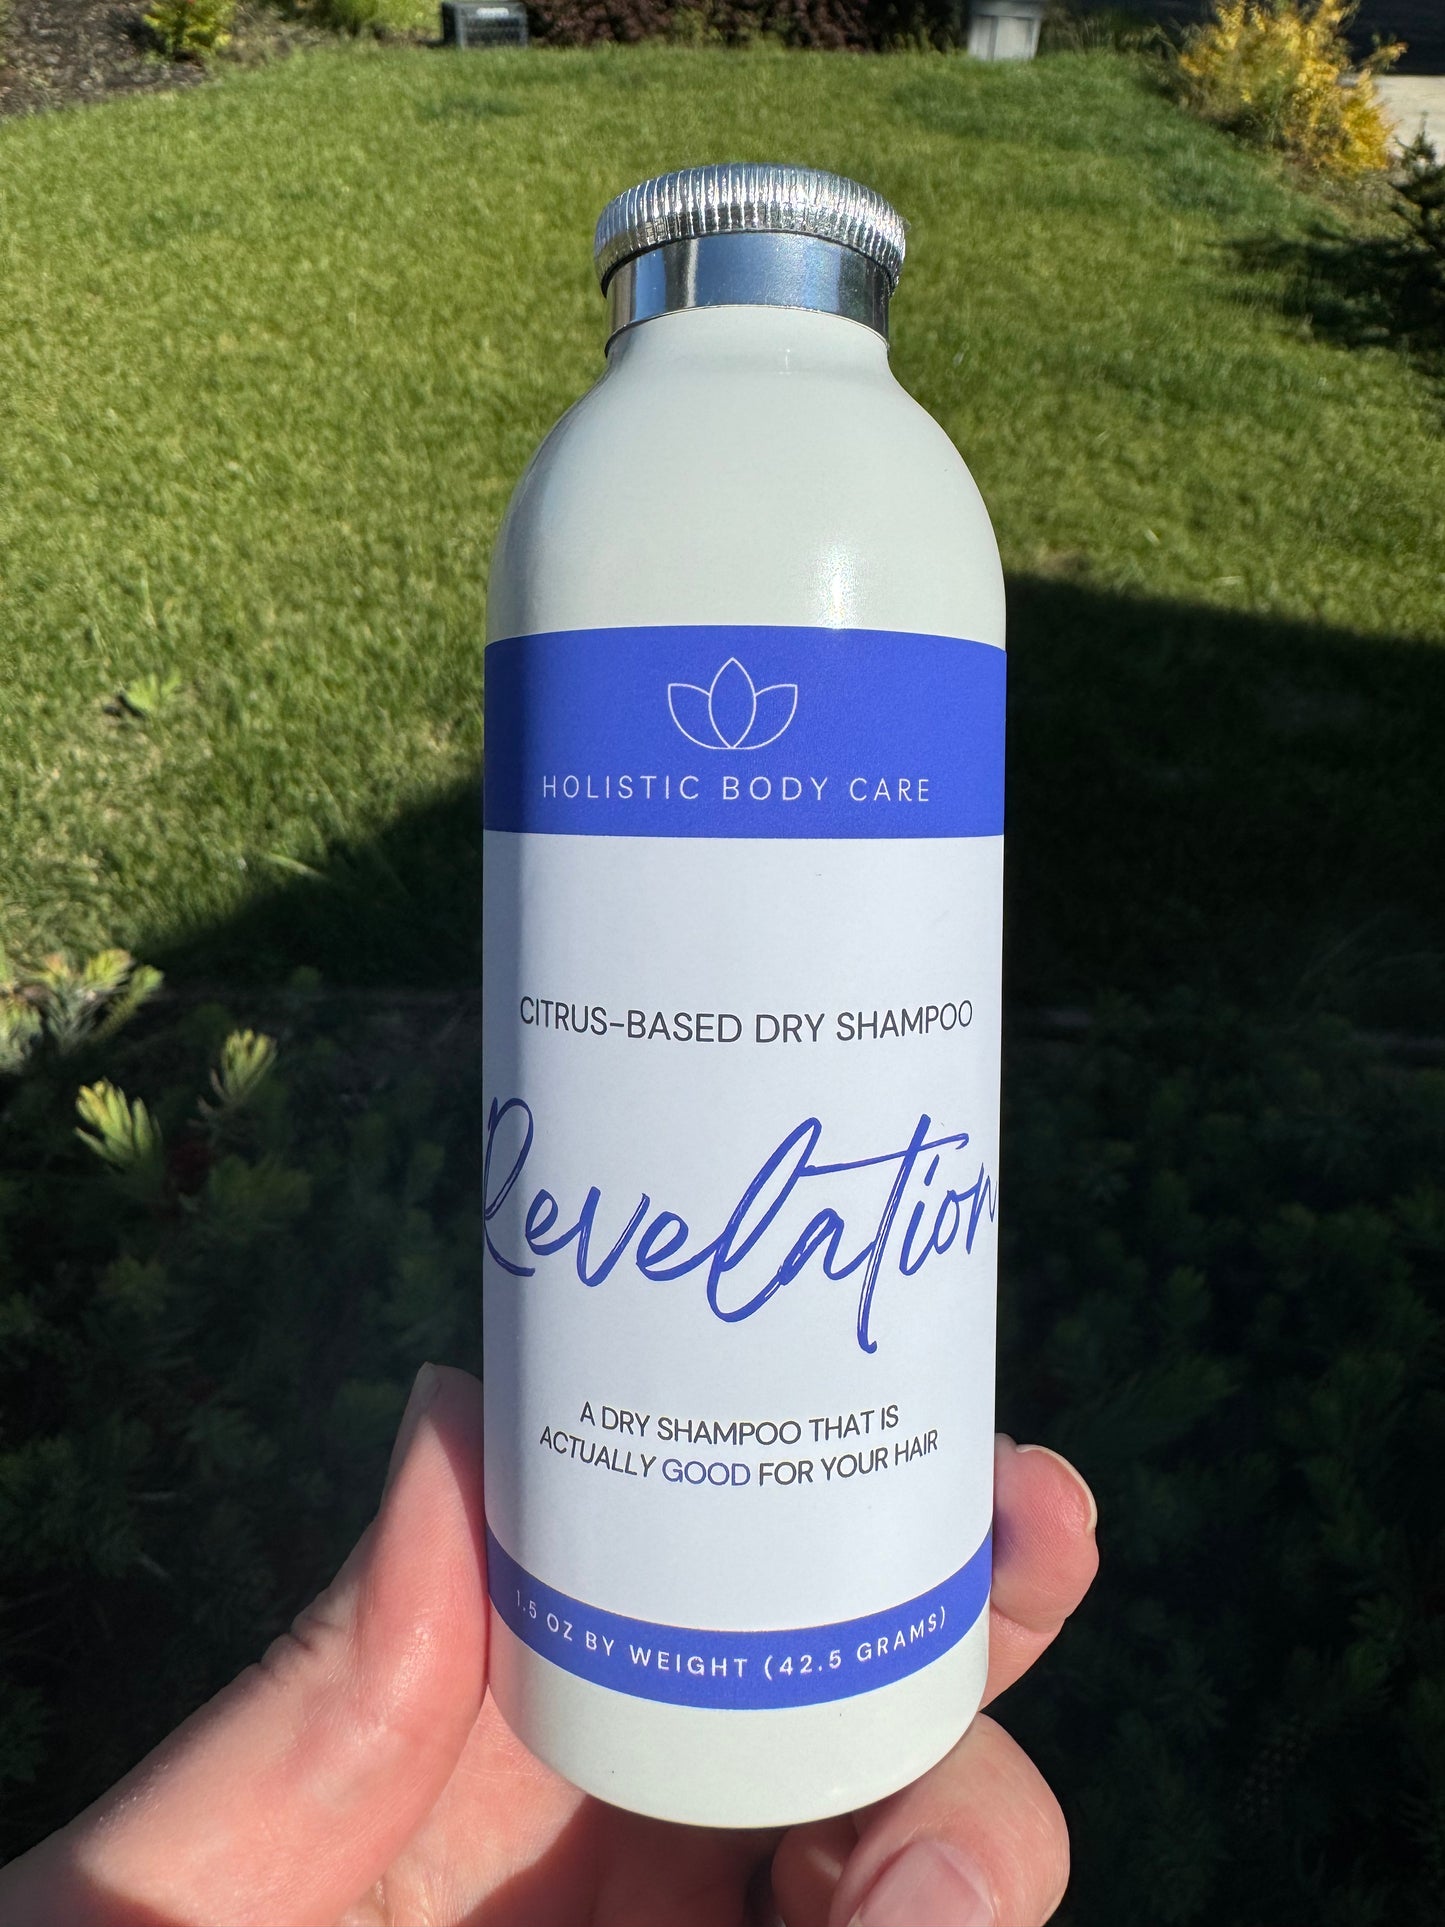 HOLISTIC BODY CARE
CITRUS-BASED DRY SHAMPOO
Revelation
A DRY SHAMPOO THAT IS
ACTUALLY GOOD FOR YOUR HAIR
1.5 OZ BY WEIGHT (42.5 GRAMS)